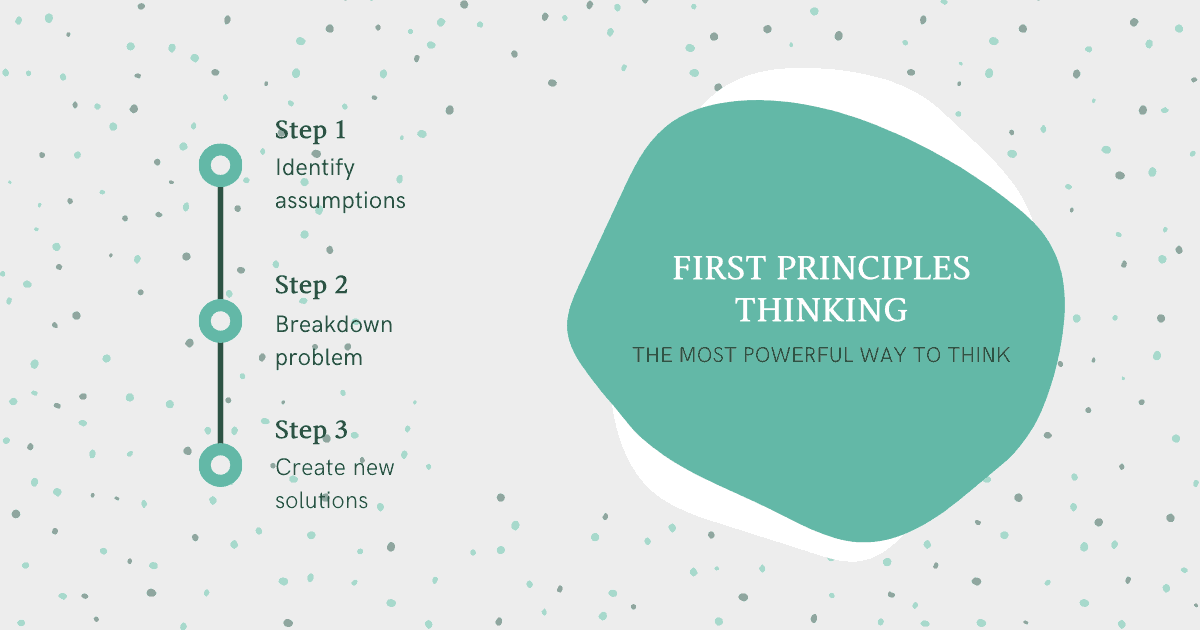 Step 1
Identify
assumptions
Step 2
Breakdown
problem
Step 3
Create new
solutions
FIRST PRINCIPLES
THINKING
THE MOST POWERFUL WAY TO THINK